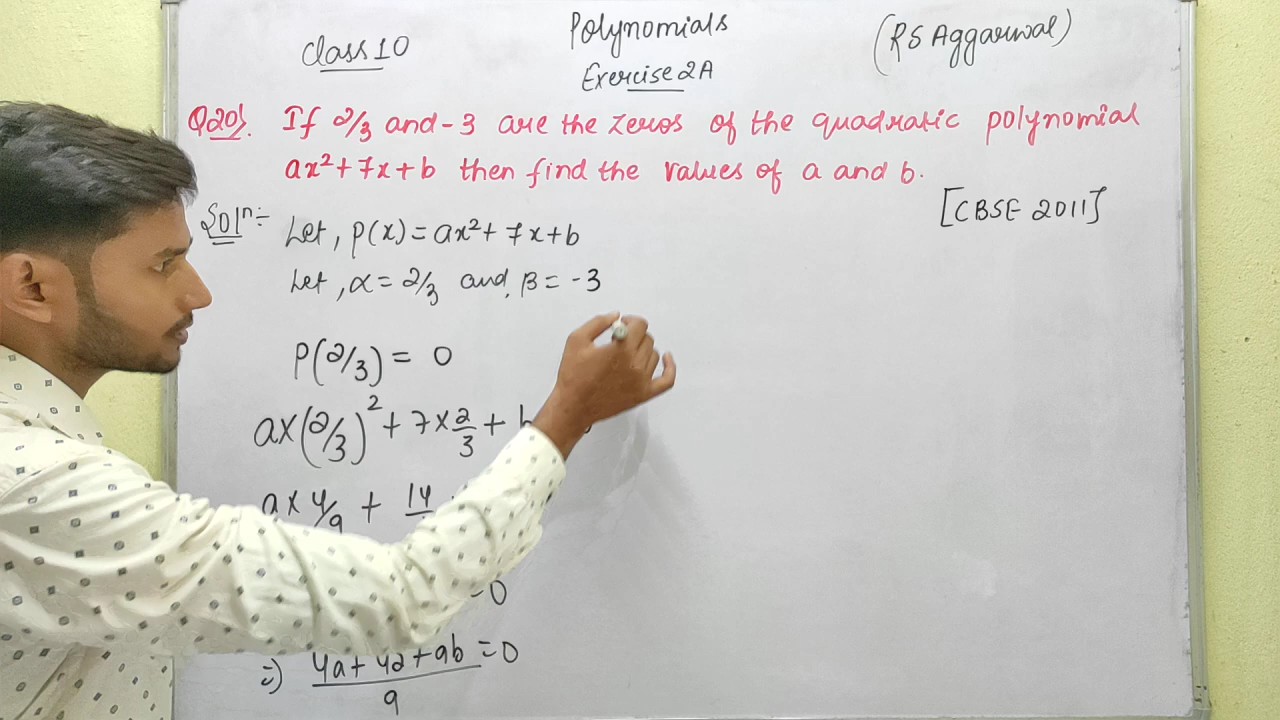 Class 10
Polynomials
(RS Aggarwal)
Exercise 2A
Q20). If 2/3 and -3 are the zeros of the quadratic polynomial
ax²+7x+b then find the values of a and b.
[CBSE 2011]
Solⁿ:- Let, P(x)=ax²+7x+b
Let, α=2/3 and, β=-3
P(2/3)= 0
ax(2/3)²+7×2/3+b
a×4/9 + 14
=0
=) 4a+42+9b/9=0